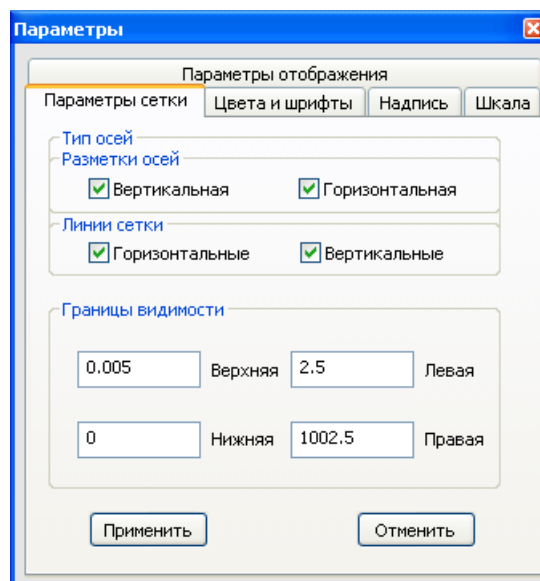 Параметры
Параметры отображения
Параметры сетки Цвета и шрифты Надпись Шкала
Тип осей
Разметки осей
Вертикальная Горизонтальная
Линии сетки
Горизонтальные Вертикальные
Границы видимости
0.005 Верхняя 2.5 Левая
0 Нижняя 1002.5 Правая
Применить Отменить